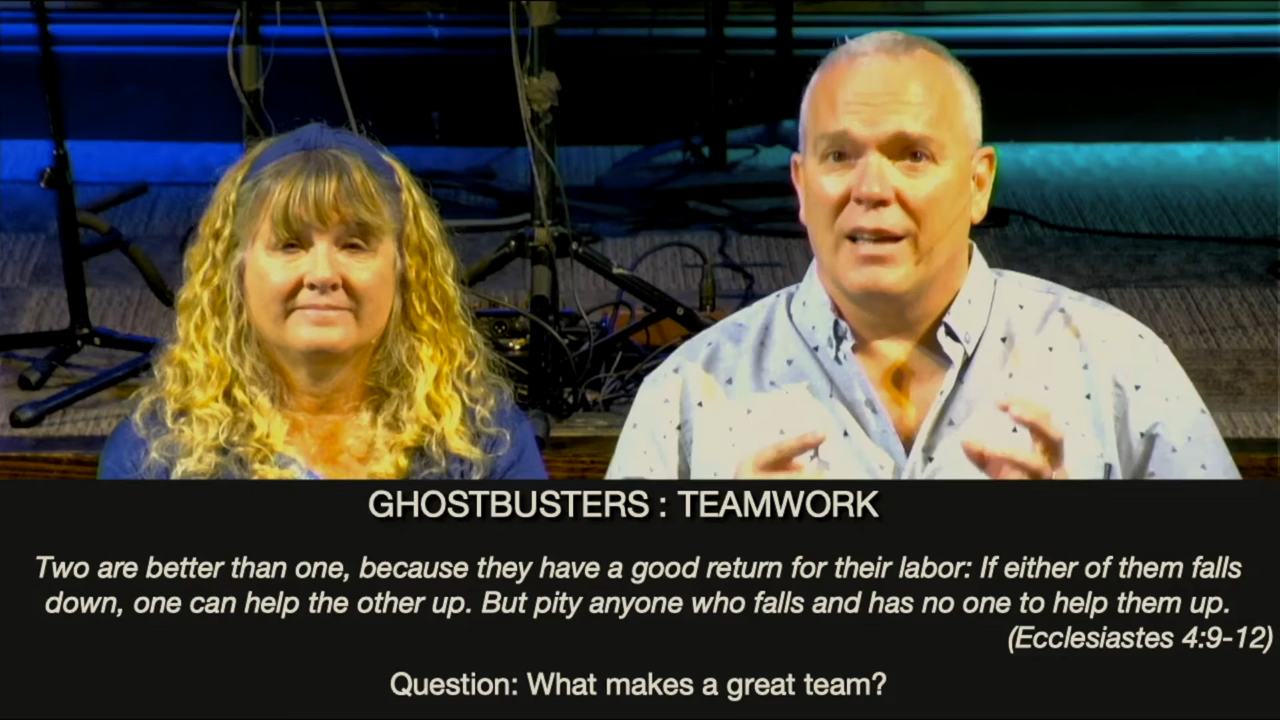 GHOSTBUSTERS : TEAMWORK
Two are better than one, because they have a good return for their labor: If either of them falls
down, one can help the other up. But pity anyone who falls and has no one to help them up.
(Ecclesiastes 4:9-12)
Question: What makes a great team?